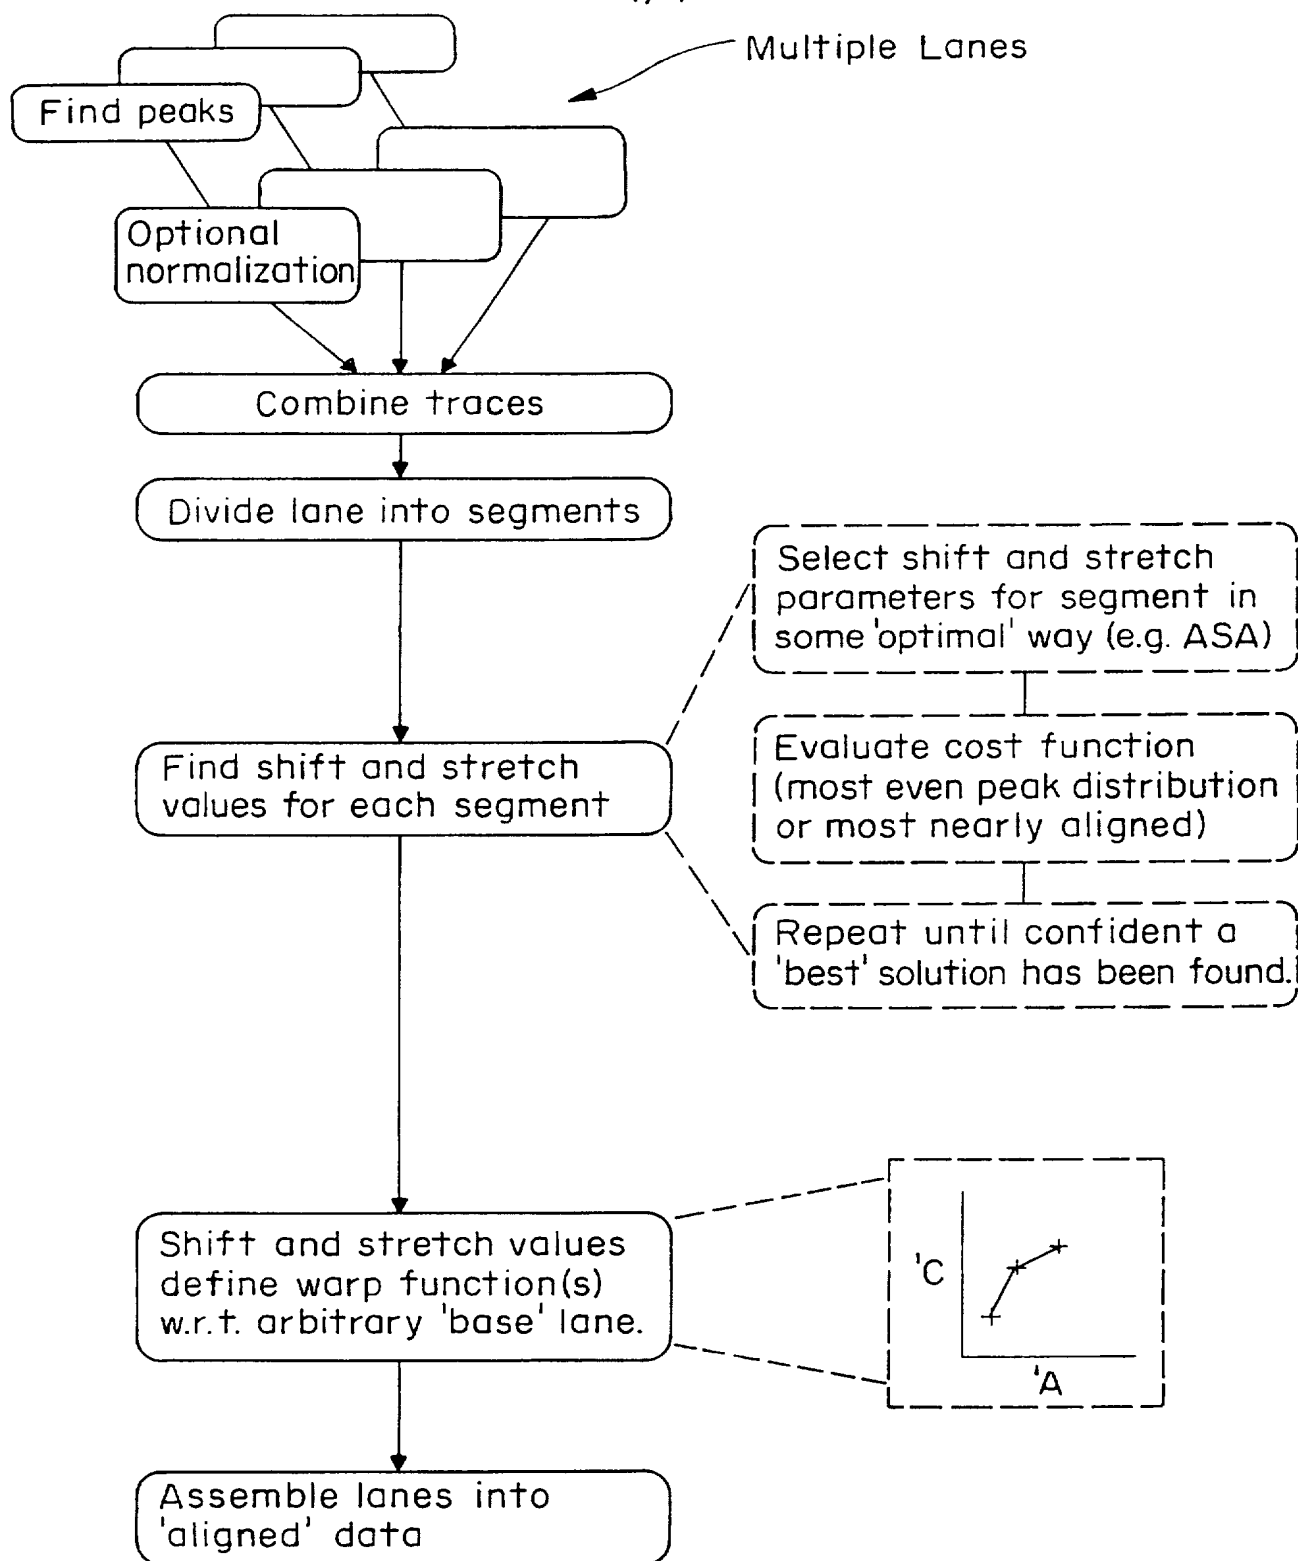 Multiple Lanes
Find peaks
Optional
normalization
Combine traces
Divide lane into segments
Select shift and stretch
parameters for segment in
some 'optimal' way (e.g. ASA)
Find shift and stretch
values for each segment
Evaluate cost function
(most even peak distribution
or most nearly aligned)
Repeat until confident a
'best' solution has been found.
Shift and stretch values
define warp function(s)
w.r.t. arbitrary 'base' lane.
'C
'A
Assemble lanes into
'aligned' data